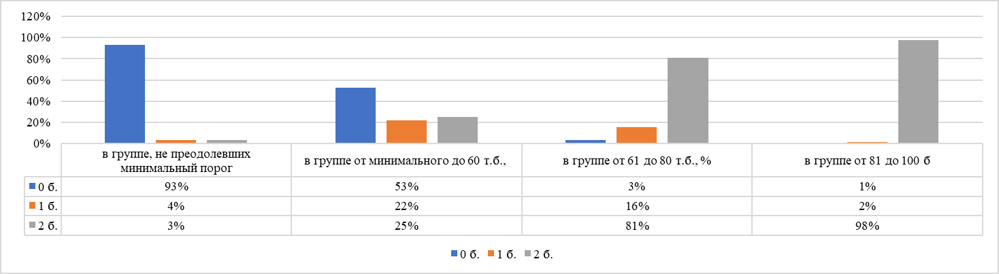 120%
100%
80%
60%
40%
20%
0%
в группе, не преодолевших
минимальный порог
в группе от минимального до 60 т.б.,
в группе от 61 до 80 т.б., %
в группе от 81 до 100 б
0 б. 93% 53% 3% 1%
1 б. 4% 22% 16% 2%
2 б. 3% 25% 81% 98%
0 б. 1 б. 2 б.